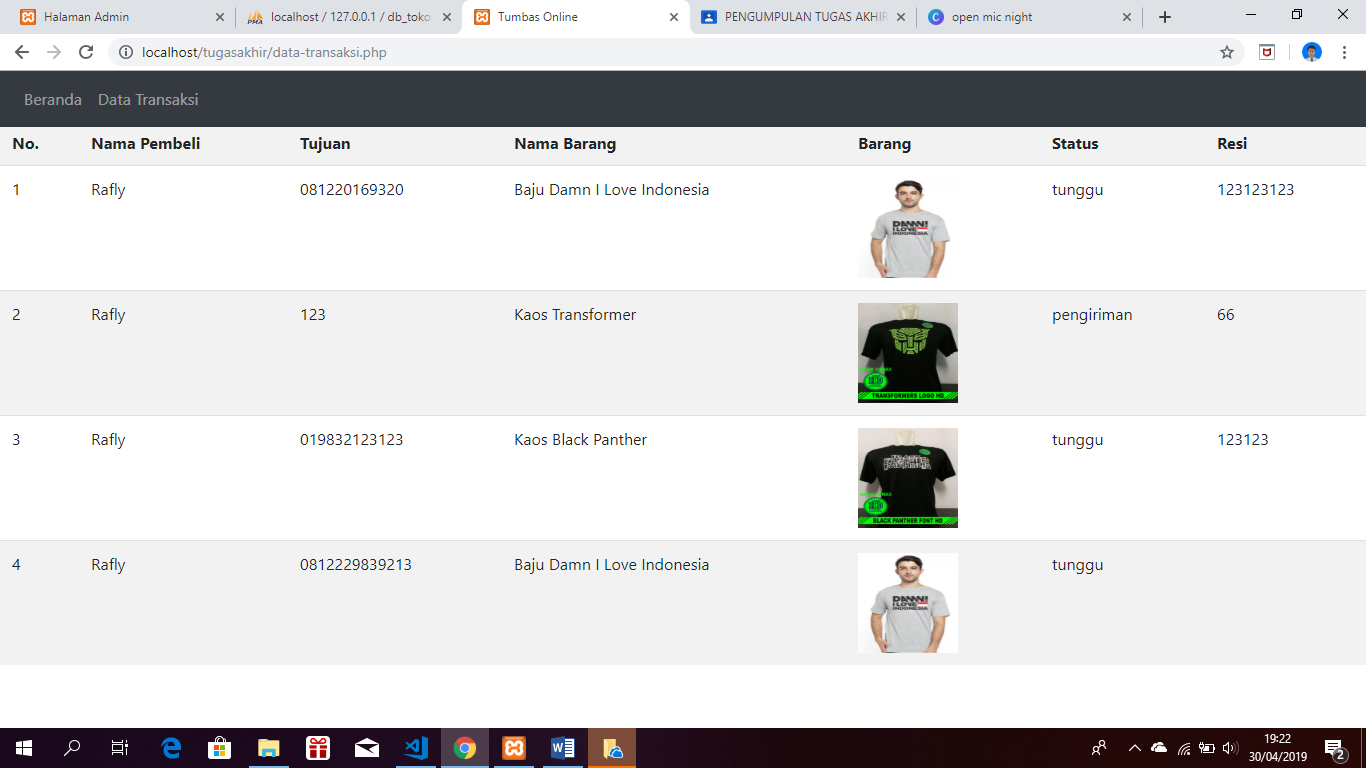 Halaman Admin
localhost / 127.0.0.1 / db_toko
Tumbas Online
PENGUMPULAN TUGAS AKHIR
open mic night
localhost/tugasakhir/data-transaksi.php
Beranda Data Transaksi
No. Nama Pembeli Tujuan Nama Barang Barang Status Resi
1 Rafly 081220169320 Baju Damn I Love Indonesia tunggu 123123123
DAMN!
I LOVE
INDONESIA
2 Rafly 123 Kaos Transformer pengiriman 66
TRANSFORMERS LOGO HD
3 Rafly 019832123123 Kaos Black Panther tunggu 123123
BLACK PANTHER FONT HD
4 Rafly 0812229839213 Baju Damn I Love Indonesia tunggu
DAMN!
I LOVE
INDONESIA
19:22
30/04/2019
2